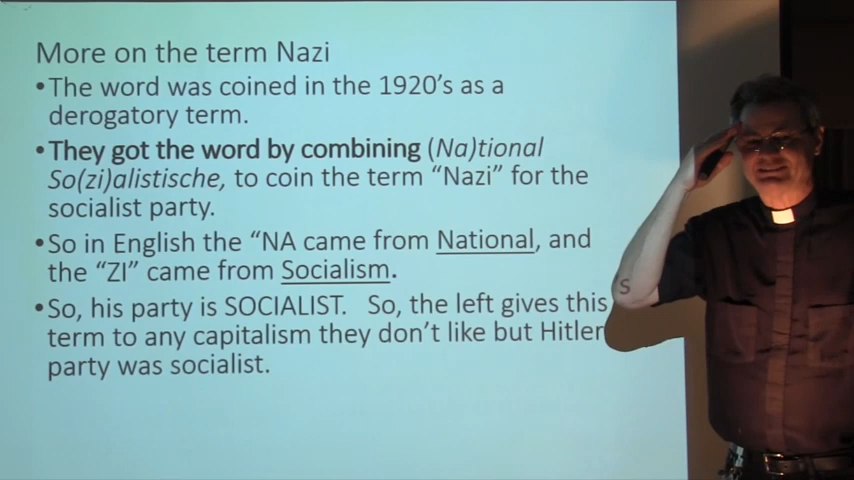 More on the term Nazi
•The word was coined in the 1920's as a
derogatory term.
•They got the word by combining (Na)tional
So(zi)alistische, to coin the term "Nazi" for the
socialist party.
•So in English the "NA came from National, and
the "ZI" came from Socialism.
•So, his party is SOCIALIST.   So, the left gives this
term to any capitalism they don't like but Hitler
party was socialist.